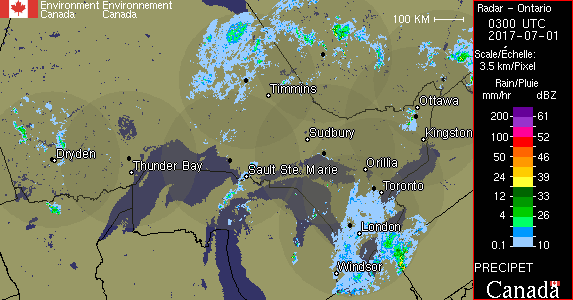 Environment Environnement
Canada Canada
100 KM
Timmins
Ottawa
Sudbury
Kingston
Dryden
Thunder Bay
Sault Ste. Marie
Orillia
Toronto
London
Windsor
Radar - Ontario
0300 UTC
2017-07-01
Scale/Échelle:
3.5 km/Pixel
Rain/Pluie
mm/hr dBZ
200 61
100 52
50 46
24 39
12 33
4 26
0.1 10
PRECIPET
Canada